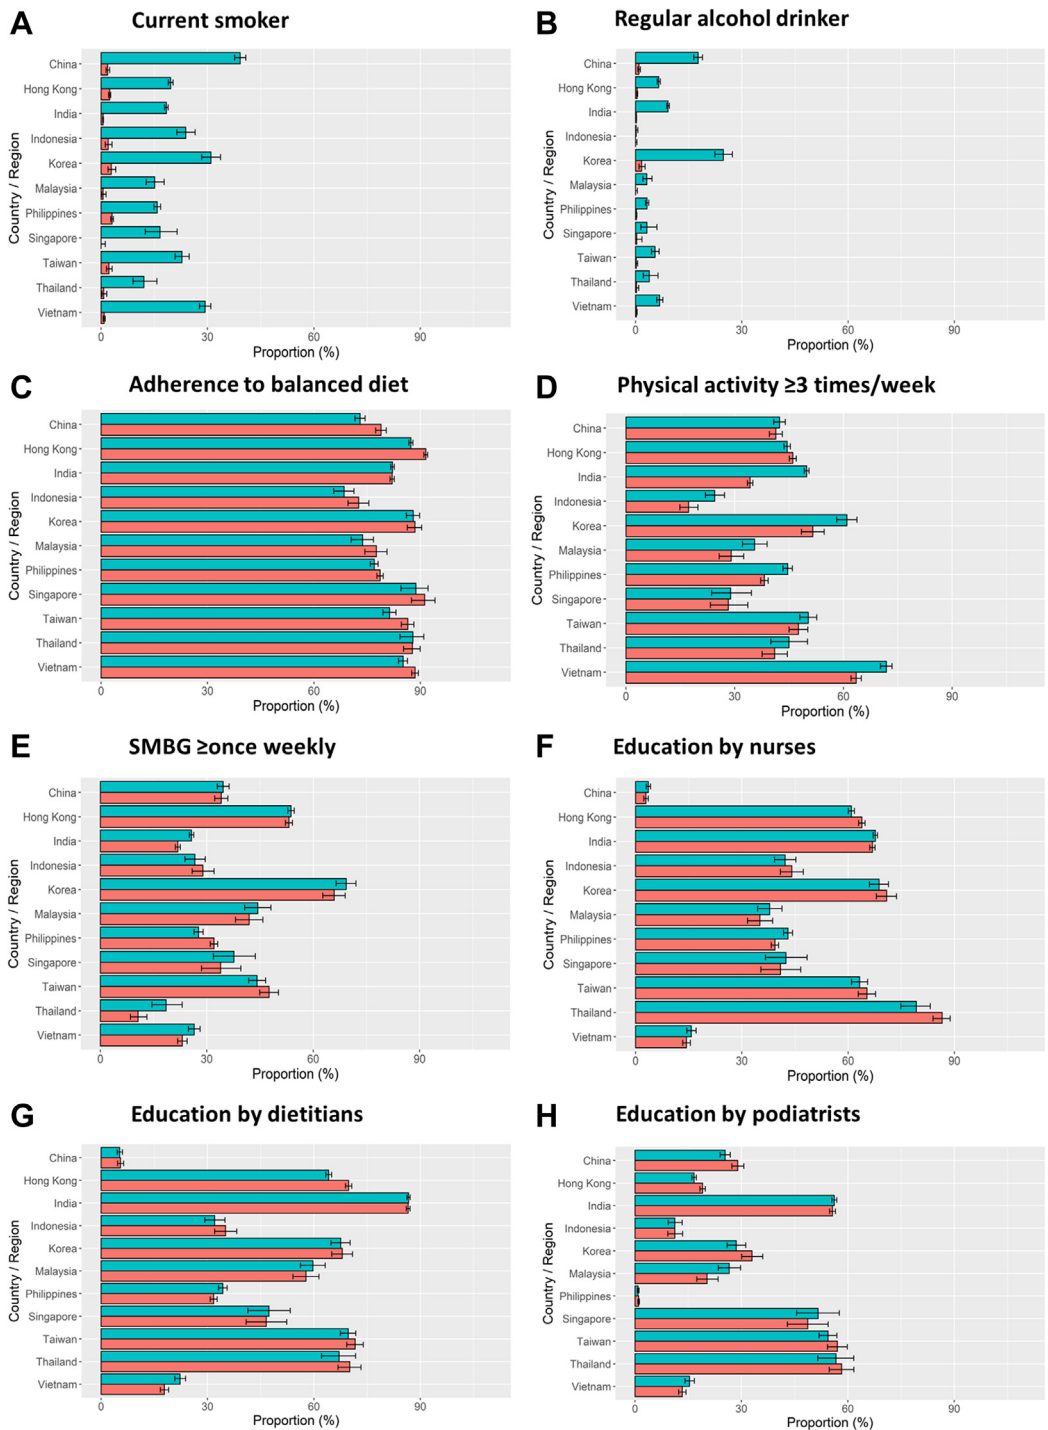 A Current smoker
Country / Region
China
Hong Kong
India
Indonesia
Korea
Malaysia
Philippines
Singapore
Taiwan
Thailand
Vietnam
0 30 60 90
Proportion (%)
B Regular alcohol drinker
Country / Region
China
Hong Kong
India
Indonesia
Korea
Malaysia
Philippines
Singapore
Taiwan
Thailand
Vietnam
0 30 60 90
Proportion (%)
C Adherence to balanced diet
Country / Region
China
Hong Kong
India
Indonesia
Korea
Malaysia
Philippines
Singapore
Taiwan
Thailand
Vietnam
0 30 60 90
Proportion (%)
D Physical activity ≥3 times/week
Country / Region
China
Hong Kong
India
Indonesia
Korea
Malaysia
Philippines
Singapore
Taiwan
Thailand
Vietnam
0 30 60 90
Proportion (%)
E SMBG ≥once weekly
Country / Region
China
Hong Kong
India
Indonesia
Korea
Malaysia
Philippines
Singapore
Taiwan
Thailand
Vietnam
0 30 60 90
Proportion (%)
F Education by nurses
Country / Region
China
Hong Kong
India
Indonesia
Korea
Malaysia
Philippines
Singapore
Taiwan
Thailand
Vietnam
0 30 60 90
Proportion (%)
G Education by dietitians
Country / Region
China
Hong Kong
India
Indonesia
Korea
Malaysia
Philippines
Singapore
Taiwan
Thailand
Vietnam
0 30 60 90
Proportion (%)
H Education by podiatrists
Country / Region
China
Hong Kong
India
Indonesia
Korea
Malaysia
Philippines
Singapore
Taiwan
Thailand
Vietnam
0 30 60 90
Proportion (%)